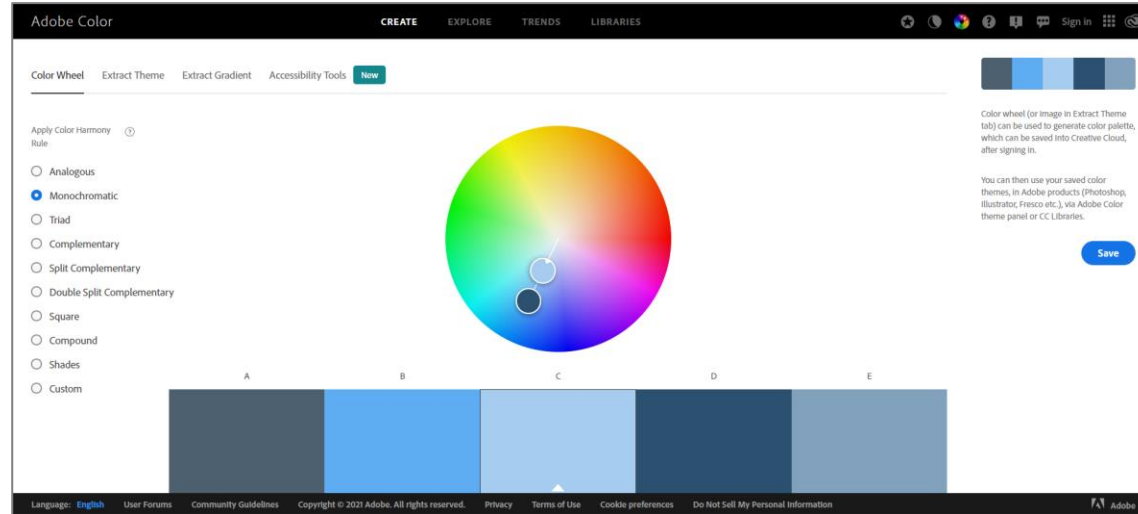 Adobe Color CREATE EXPLORE TRENDS LIBRARIES Sign in
Color Wheel Extract Theme Extract Gradient Accessibility Tools New
Apply Color Harmony
Rule
Analogous
Monochromatic
Triad
Complementary
Split Complementary
Double Split Complementary
Square
Compound
Shades
Custom
A B C D E
Color wheel (or image in Extract Theme
tab) can be used to generate color palette,
which can be saved into Creative Cloud,
after signing in.
You can then use your saved color
themes, in Adobe products (Photoshop,
Illustrator, Fresco etc.), via Adobe Color
theme panel or CC Libraries.
Save
Language: English User Forums Community Guidelines Copyright © 2021 Adobe. All rights reserved. Privacy Terms of Use Cookie preferences Do Not Sell My Personal Information Adobe